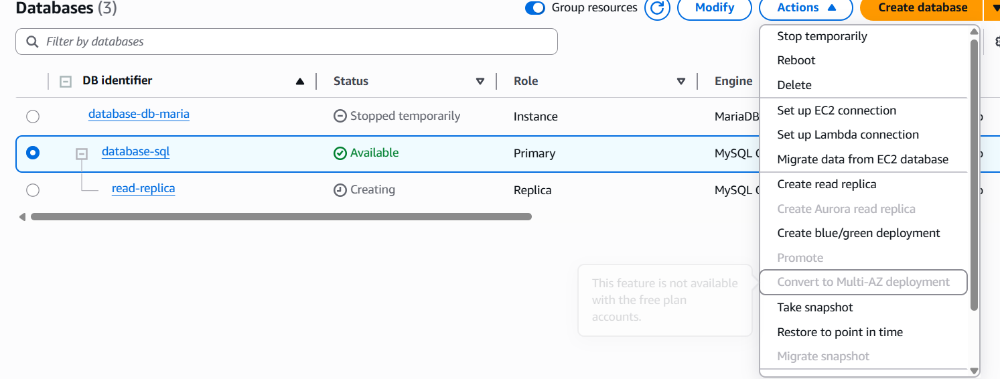 Databases (3)
Group resources
Modify
Actions
Create database
Filter by databases
DB identifier
Status
Role
Engine
database-db-maria
Stopped temporarily
Instance
MariaDB
database-sql
Available
Primary
MySQL
read-replica
Creating
Replica
MySQL
Stop temporarily
Reboot
Delete
Set up EC2 connection
Set up Lambda connection
Migrate data from EC2 database
Create read replica
Create Aurora read replica
Create blue/green deployment
Promote
Convert to Multi-AZ deployment
Take snapshot
Restore to point in time
Migrate snapshot
This feature is not available
with the free plan
accounts.